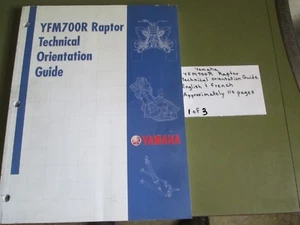 YFM700R Raptor
Technical
Orientation
Guide
YAMAHA
Yamaha
YFM700R Raptor
Technical Orientation Guide
English & French
Approximately 110 pages
1 of 3